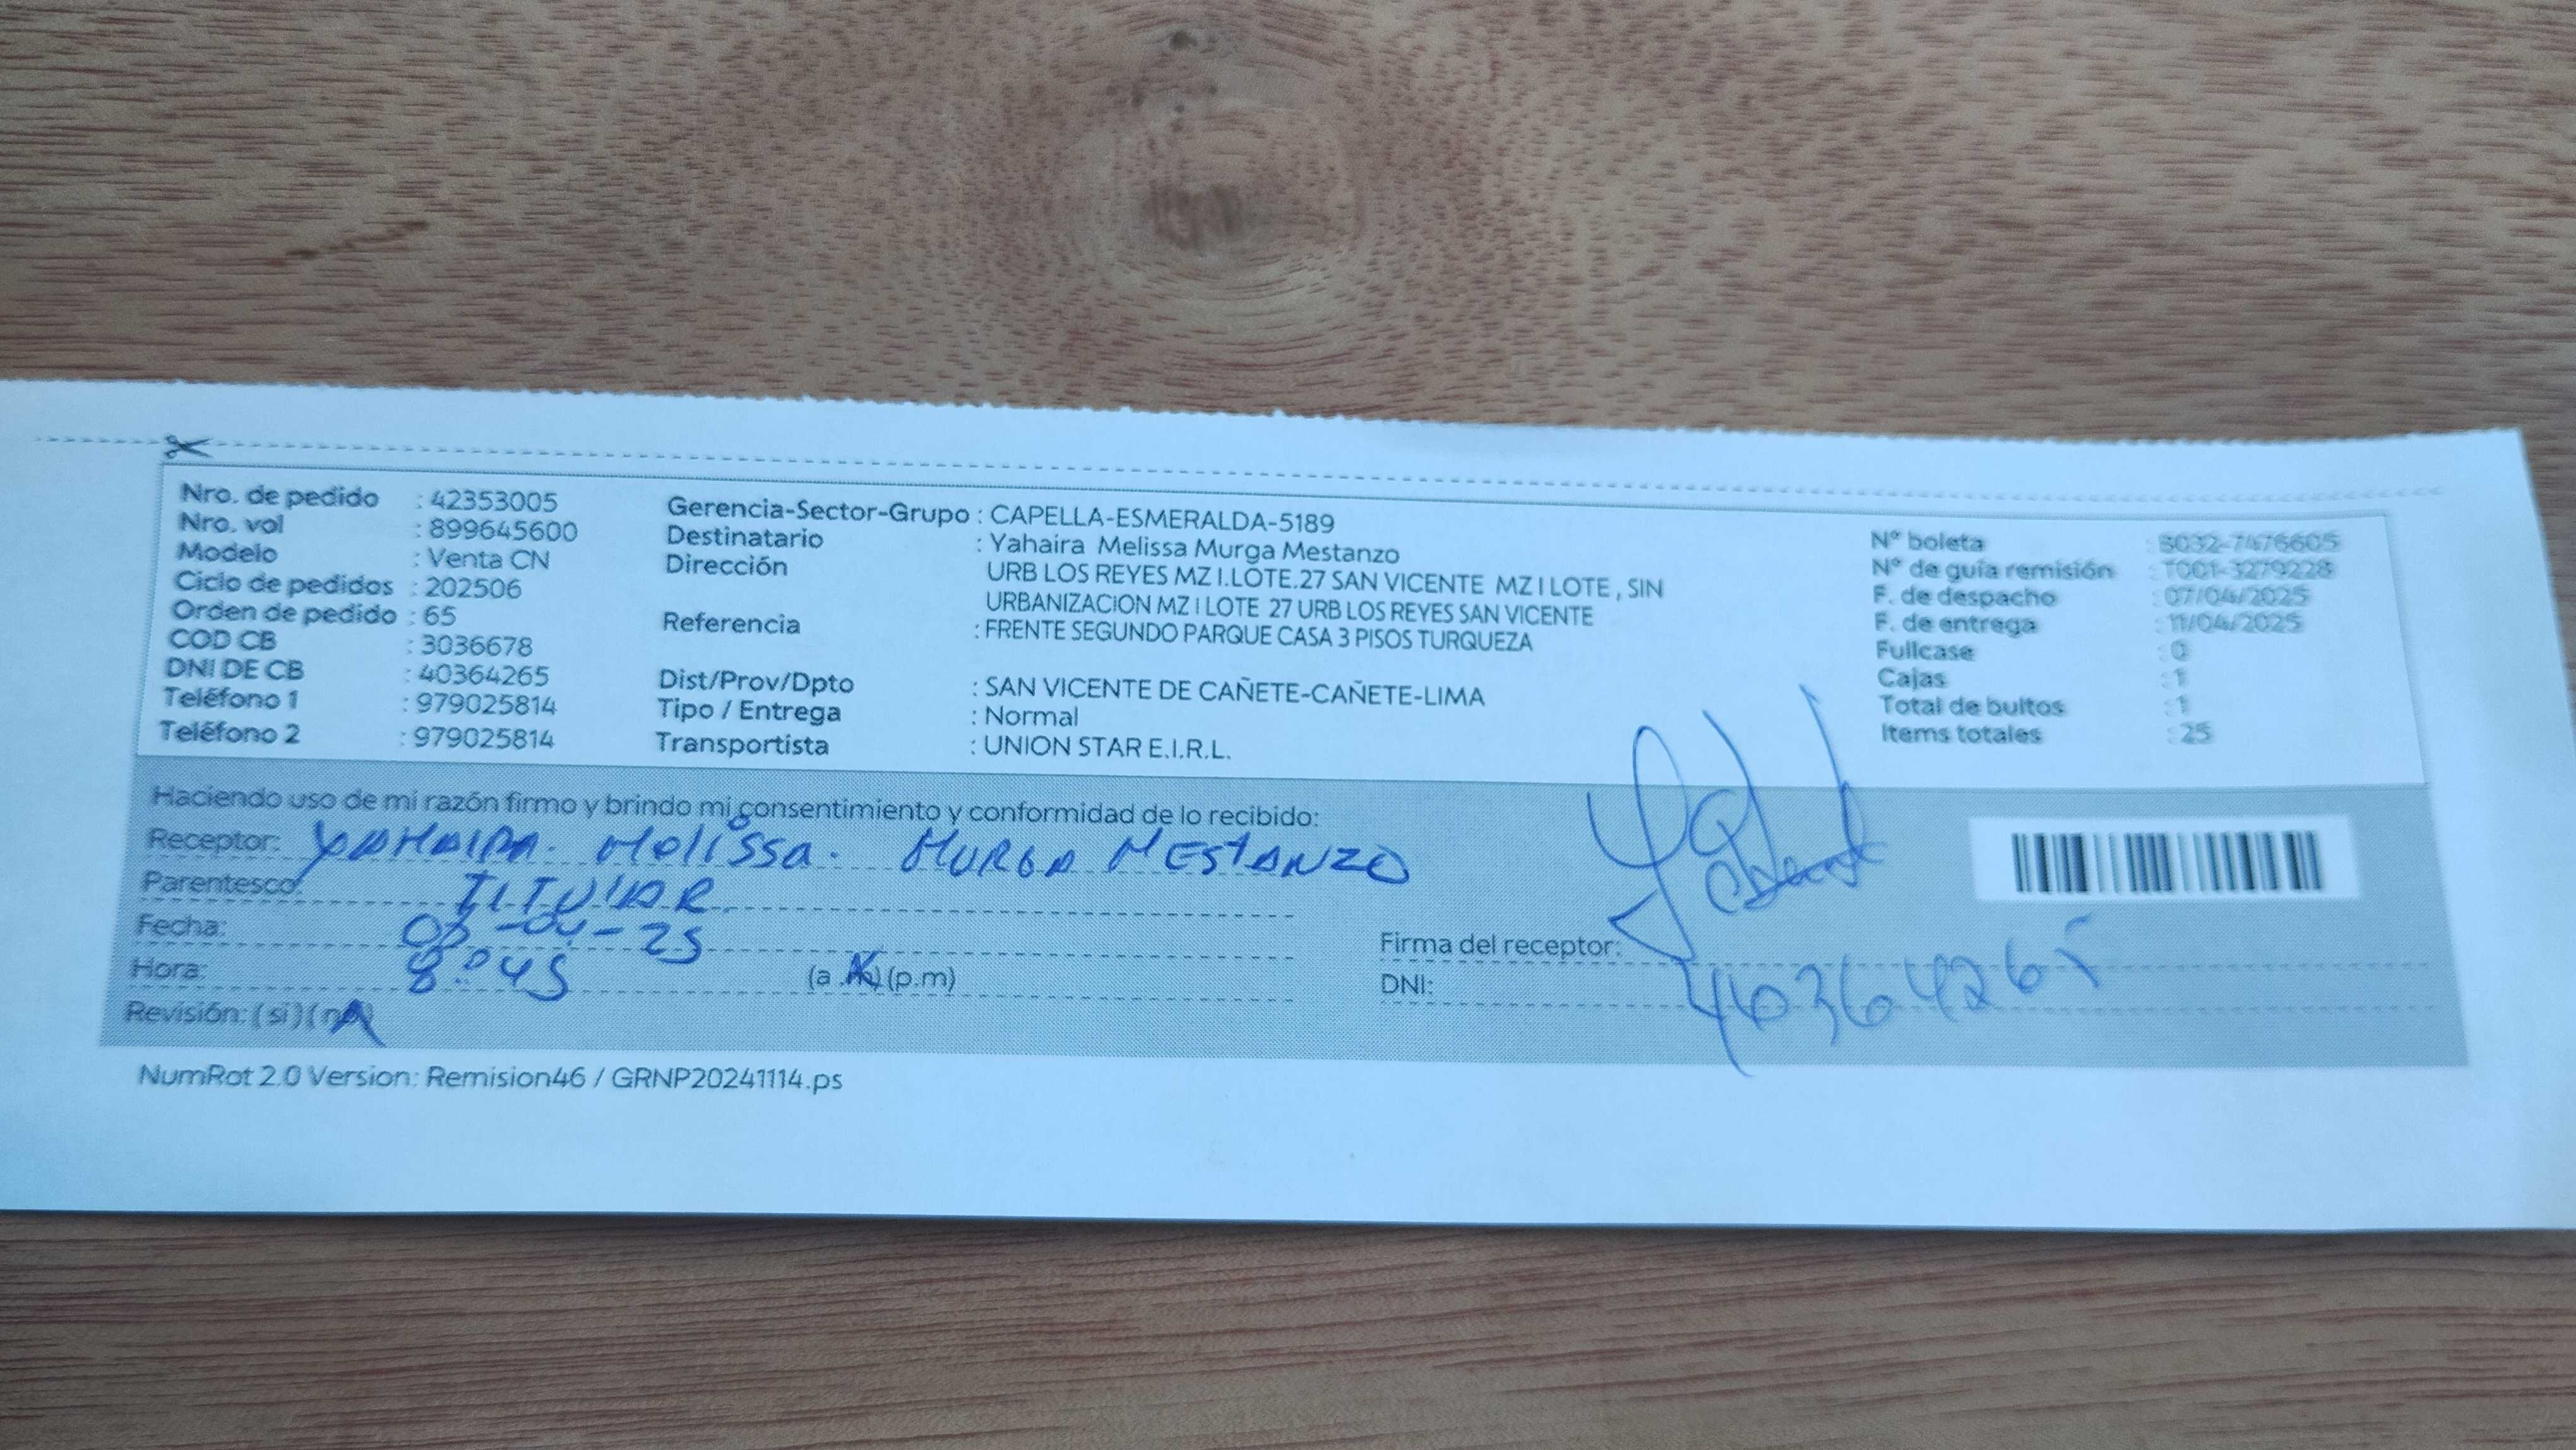 Nro. de pedido : 42353005
Nro. vol : 899645600
Modelo : Venta CN
Ciclo de pedidos : 202506
Orden de pedido : 65
COD CB : 3036678
DNI DE CB : 40364265
Teléfono 1 : 979025814
Teléfono 2 : 979025814
Gerencia-Sector-Grupo : CAPELLA-ESMERALDA-5189
Destinatario : Yahaira Melissa Murga Mestanzo
Dirección URB LOS REYES MZ I.LOTE.27 SAN VICENTE MZ I LOTE , SIN
URBANIZACION MZ I LOTE 27 URB LOS REYES SAN VICENTE
Referencia : FRENTE SEGUNDO PARQUE CASA 3 PISOS TURQUEZA
Dist/Prov/Dpto : SAN VICENTE DE CAÑETE-CAÑETE-LIMA
Tipo / Entrega : Normal
Transportista : UNION STAR E.I.R.L.
N° boleta : B032-7476605
N° de guía remisión : T001-3279228
F. de despacho : 07/04/2025
F. de entrega : 11/04/2025
Fullcase : 0
Cajas : 1
Total de bultos : 1
Items totales : 25
Haciendo uso de mi razón firmo y brindo mi consentimiento y conformidad de lo recibido:
Receptor: YAHAIRA. Melissa. MURGA MESTANZO
Parentesco: TITULAR.
Fecha: -04-25
Hora: 8:45 (a.m) (p.m)
Revisión: (si) (no)
Firma del receptor:
DNI: 40364265
NumRot 2.0 Version: Remision46 / GRNP20241114.ps